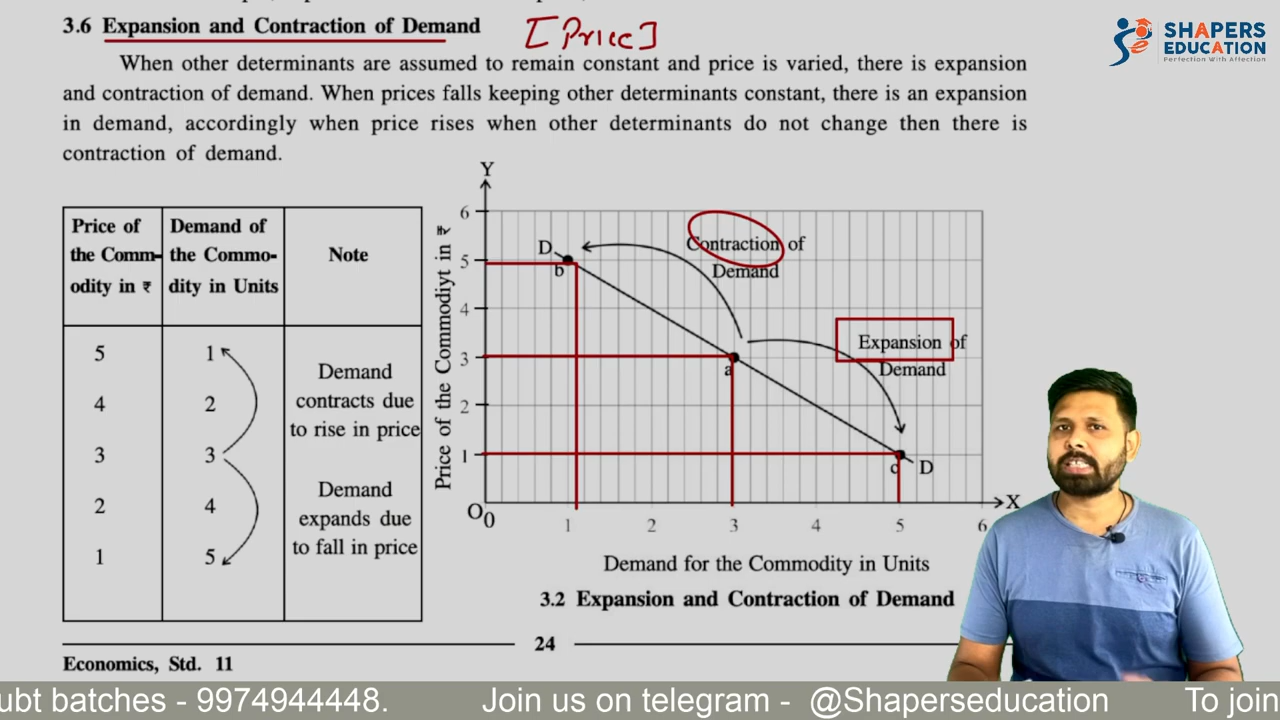 3.6 Expansion and Contraction of Demand [Price]
SHAPERS
EDUCATION
Perfection With Affection
When other determinants are assumed to remain constant and price is varied, there is expansion
and contraction of demand. When prices falls keeping other determinants constant, there is an expansion
in demand, accordingly when price rises when other determinants do not change then there is
contraction of demand.
Price of
the Comm-
odity in ₹
Demand of
the Commo-
dity in Units
Note
5 1
4 2
3 3
2 4
1 5
Demand
contracts due
to rise in price
Demand
expands due
to fall in price
Y
Price of the Commodiyt in ₹
6
5
4
3
2
1
O
0 1 2 3 4 5 6
X
D
b
Contraction of
Demand
a
Expansion of
Demand
c D
Demand for the Commodity in Units
3.2 Expansion and Contraction of Demand
24
Economics, Std. 11
ubt batches - 9974944448. Join us on telegram - @Shaperseducation To join